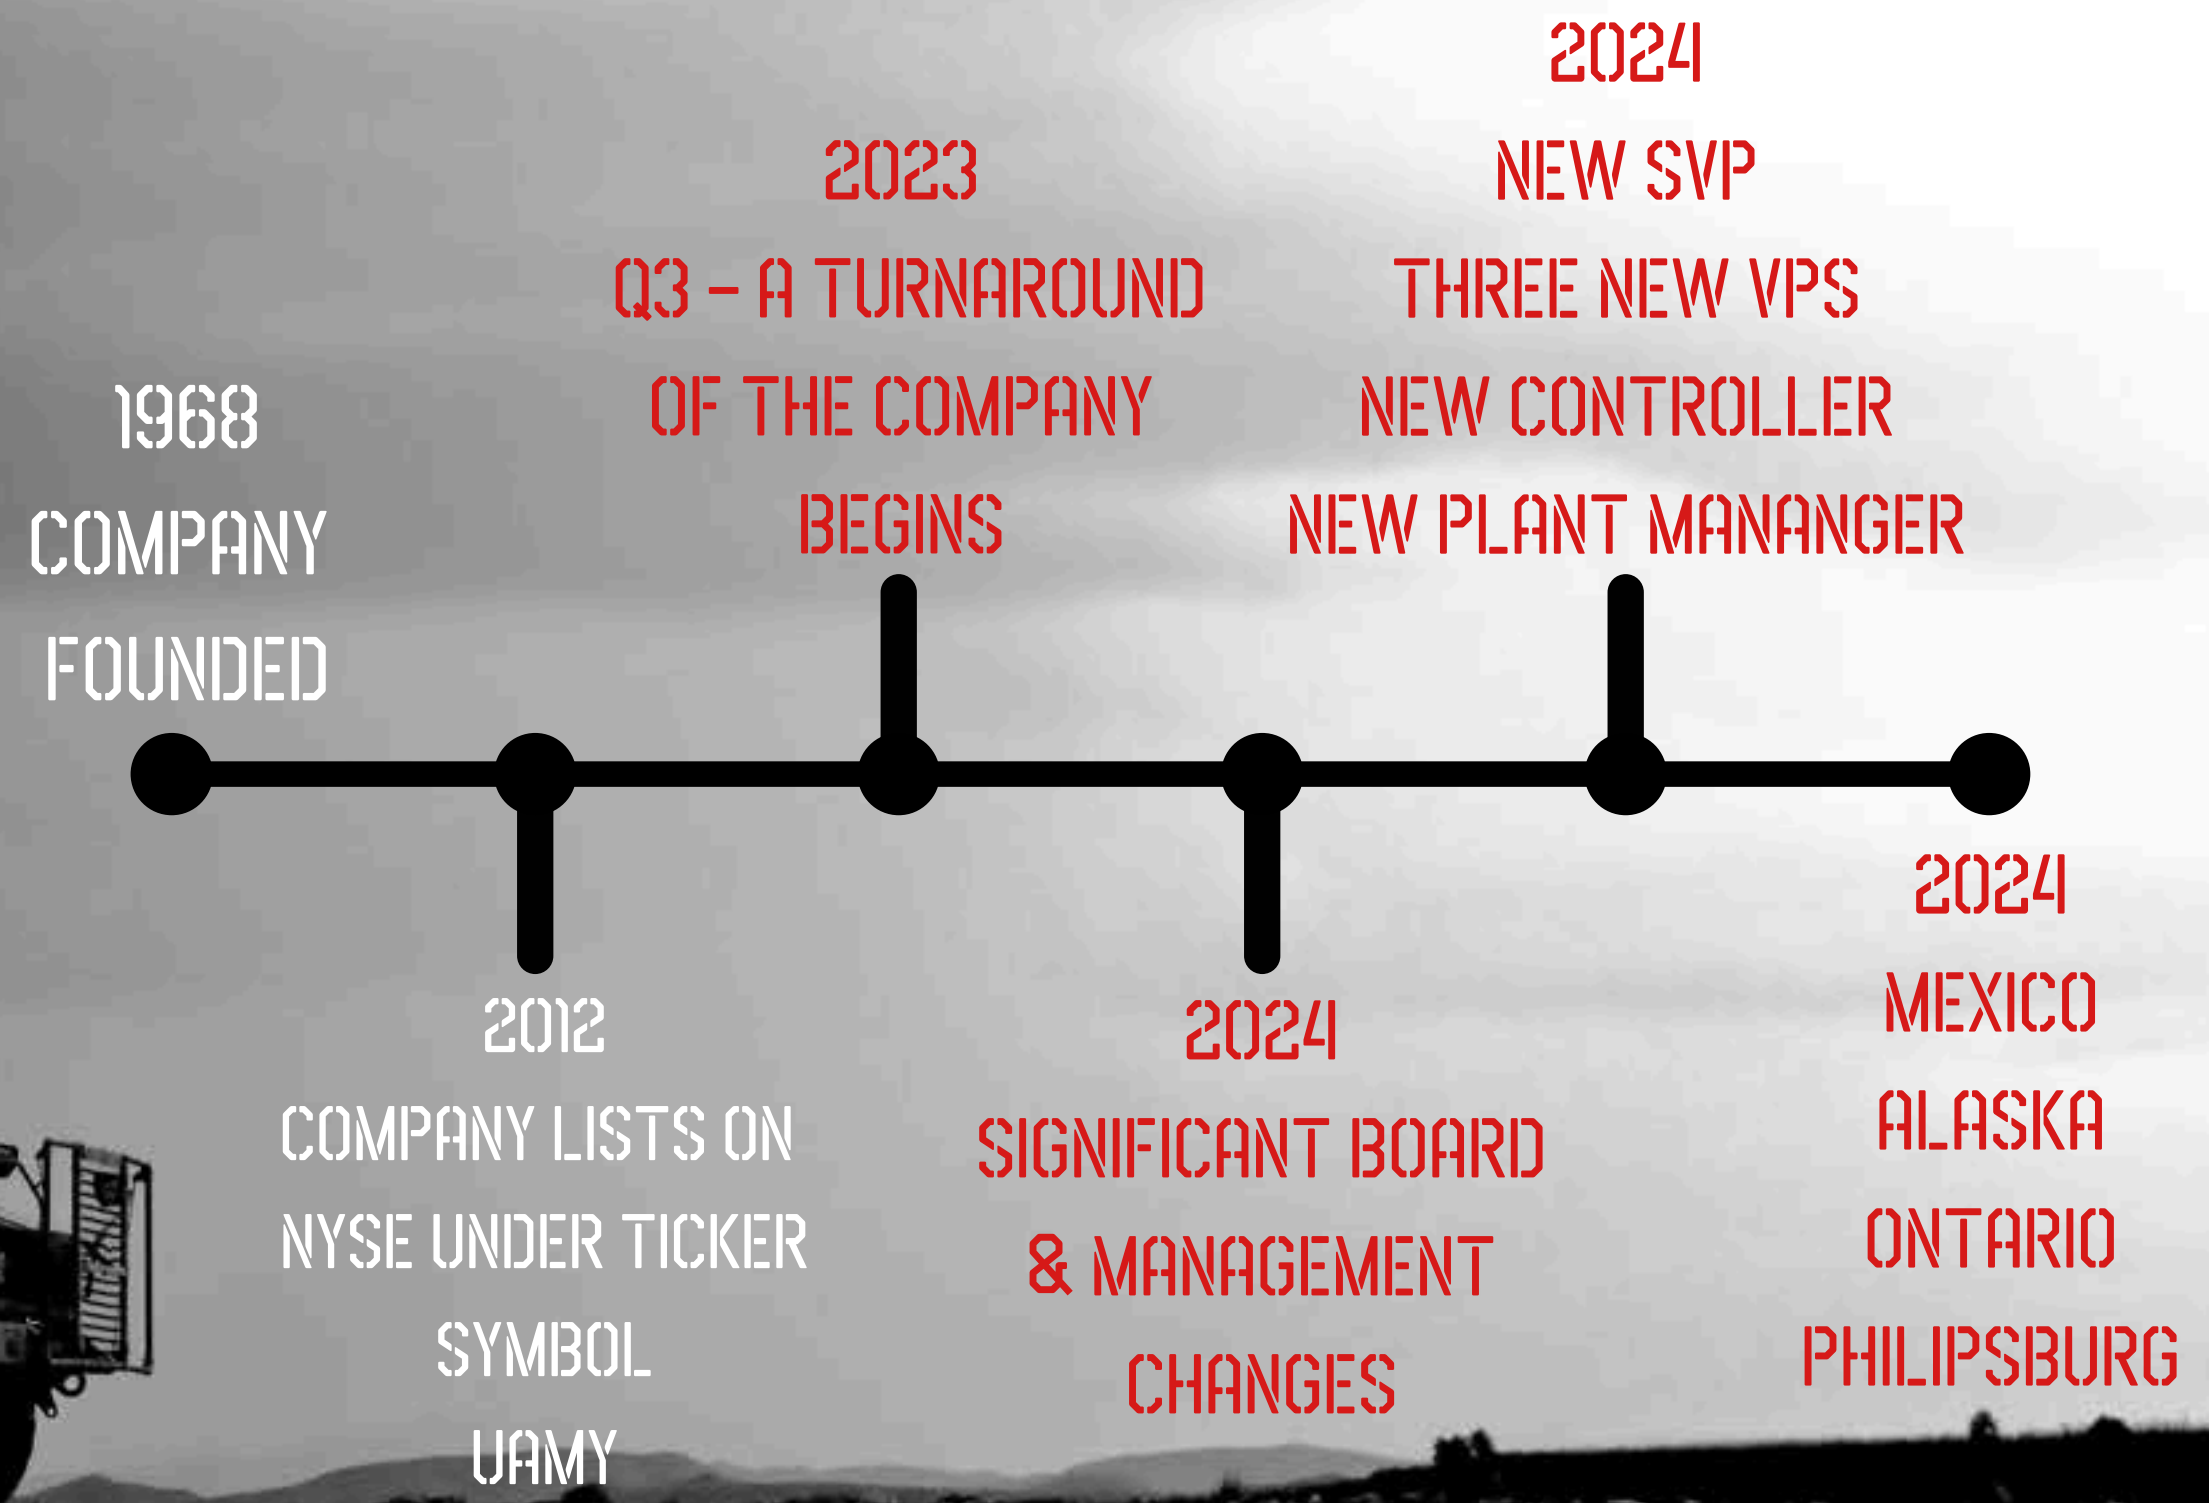 1968
COMPANY
FOUNDED
2012
COMPANY LISTS ON
NYSE UNDER TICKER
SYMBOL
UAMY
2023
Q3 – A TURNAROUND
OF THE COMPANY
BEGINS
2024
SIGNIFICANT BOARD
& MANAGEMENT
CHANGES
2024
NEW SVP
THREE NEW VPS
NEW CONTROLLER
NEW PLANT MANANGER
2024
MEXICO
ALASKA
ONTARIO
PHILIPSBURG